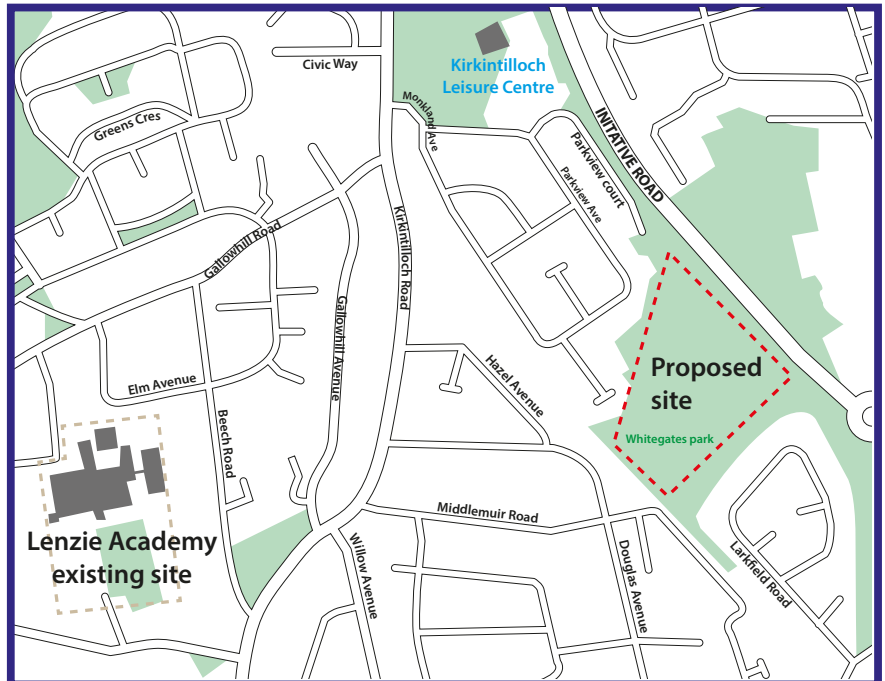 Civic Way
Kirkintilloch
Leisure Centre
Monkland Ave
Greens Cres
INITATIVE ROAD
Parkview court
Parkview Ave
Gallowhill Road
Kirkintilloch Road
Gallowhill Avenue
Hazel Avenue
Proposed
site
Elm Avenue
Beech Road
Whitegates park
Middlemuir Road
Lenzie Academy
existing site
Willow Avenue
Douglas Avenue
Larkfield Road